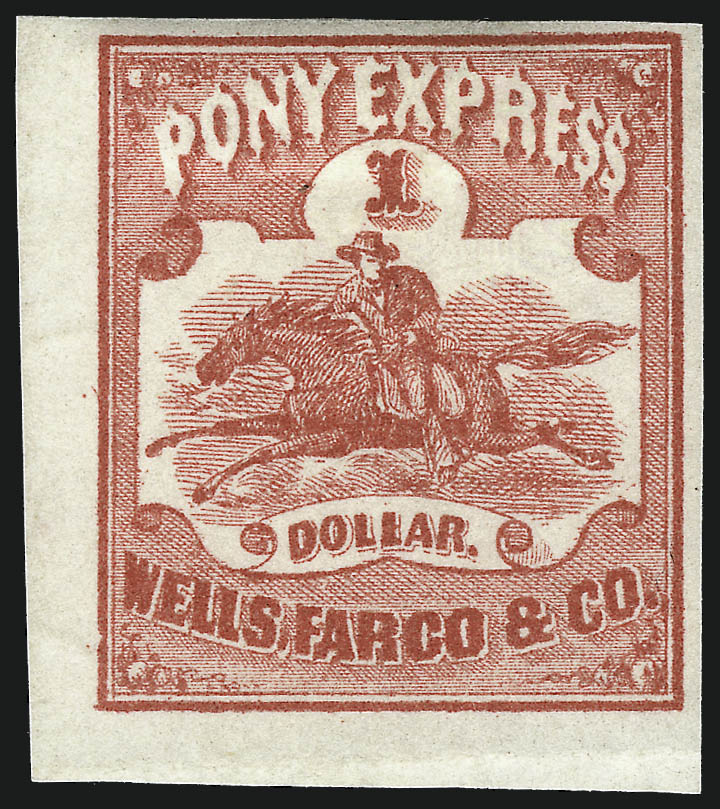 PONY EXPRESS
1
DOLLAR.
WELLS, FARGO & CO.